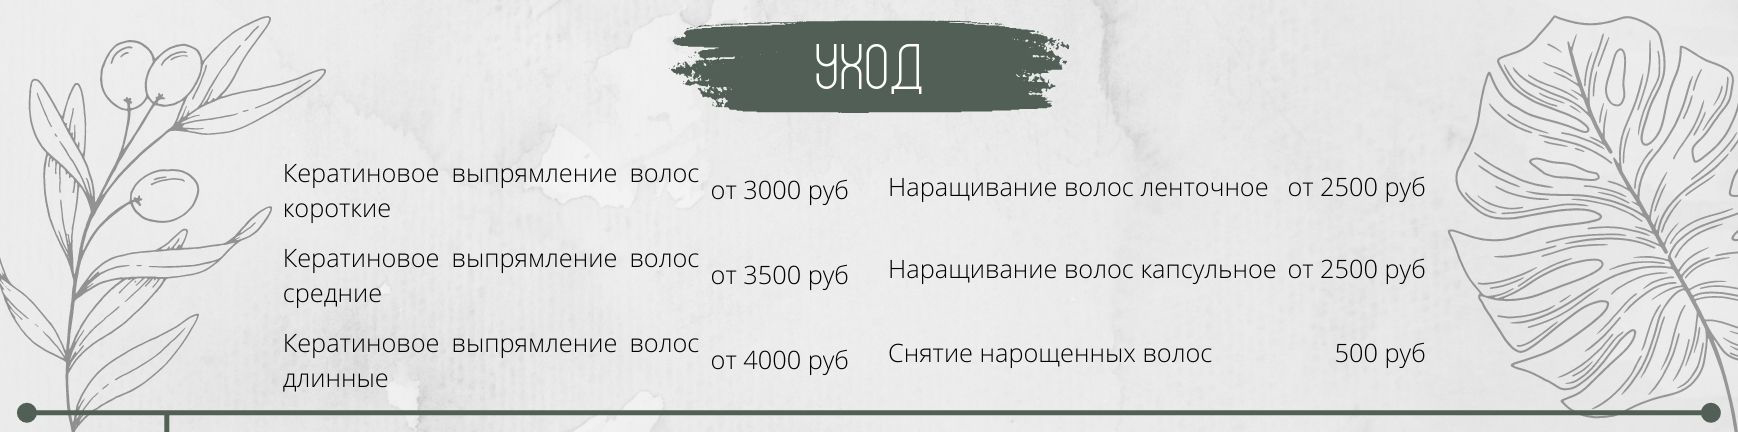 УХОД
Кератиновое выпрямление волос
короткие
от 3000 руб
Кератиновое выпрямление волос
средние
от 3500 руб
Кератиновое выпрямление волос
длинные
от 4000 руб
Наращивание волос ленточное от 2500 руб
Наращивание волос капсульное от 2500 руб
Снятие нарощенных волос 500 руб